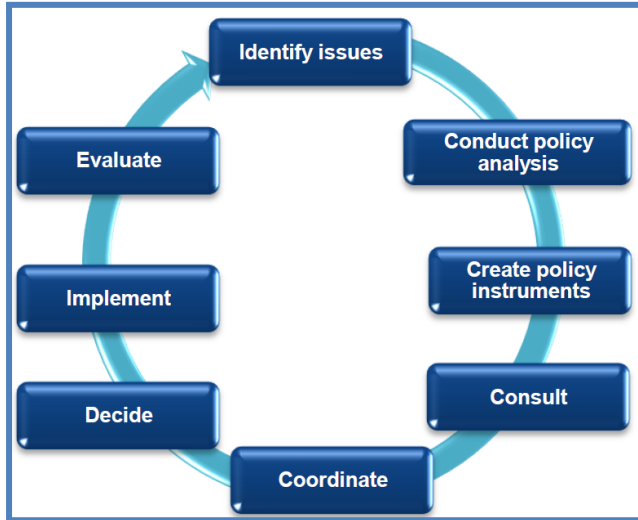 Identify issues
Conduct policy
analysis
Create policy
instruments
Consult
Coordinate
Decide
Implement
Evaluate